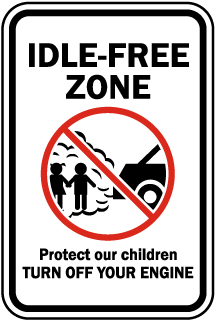 IDLE-FREE
ZONE
Protect our children
TURN OFF YOUR ENGINE